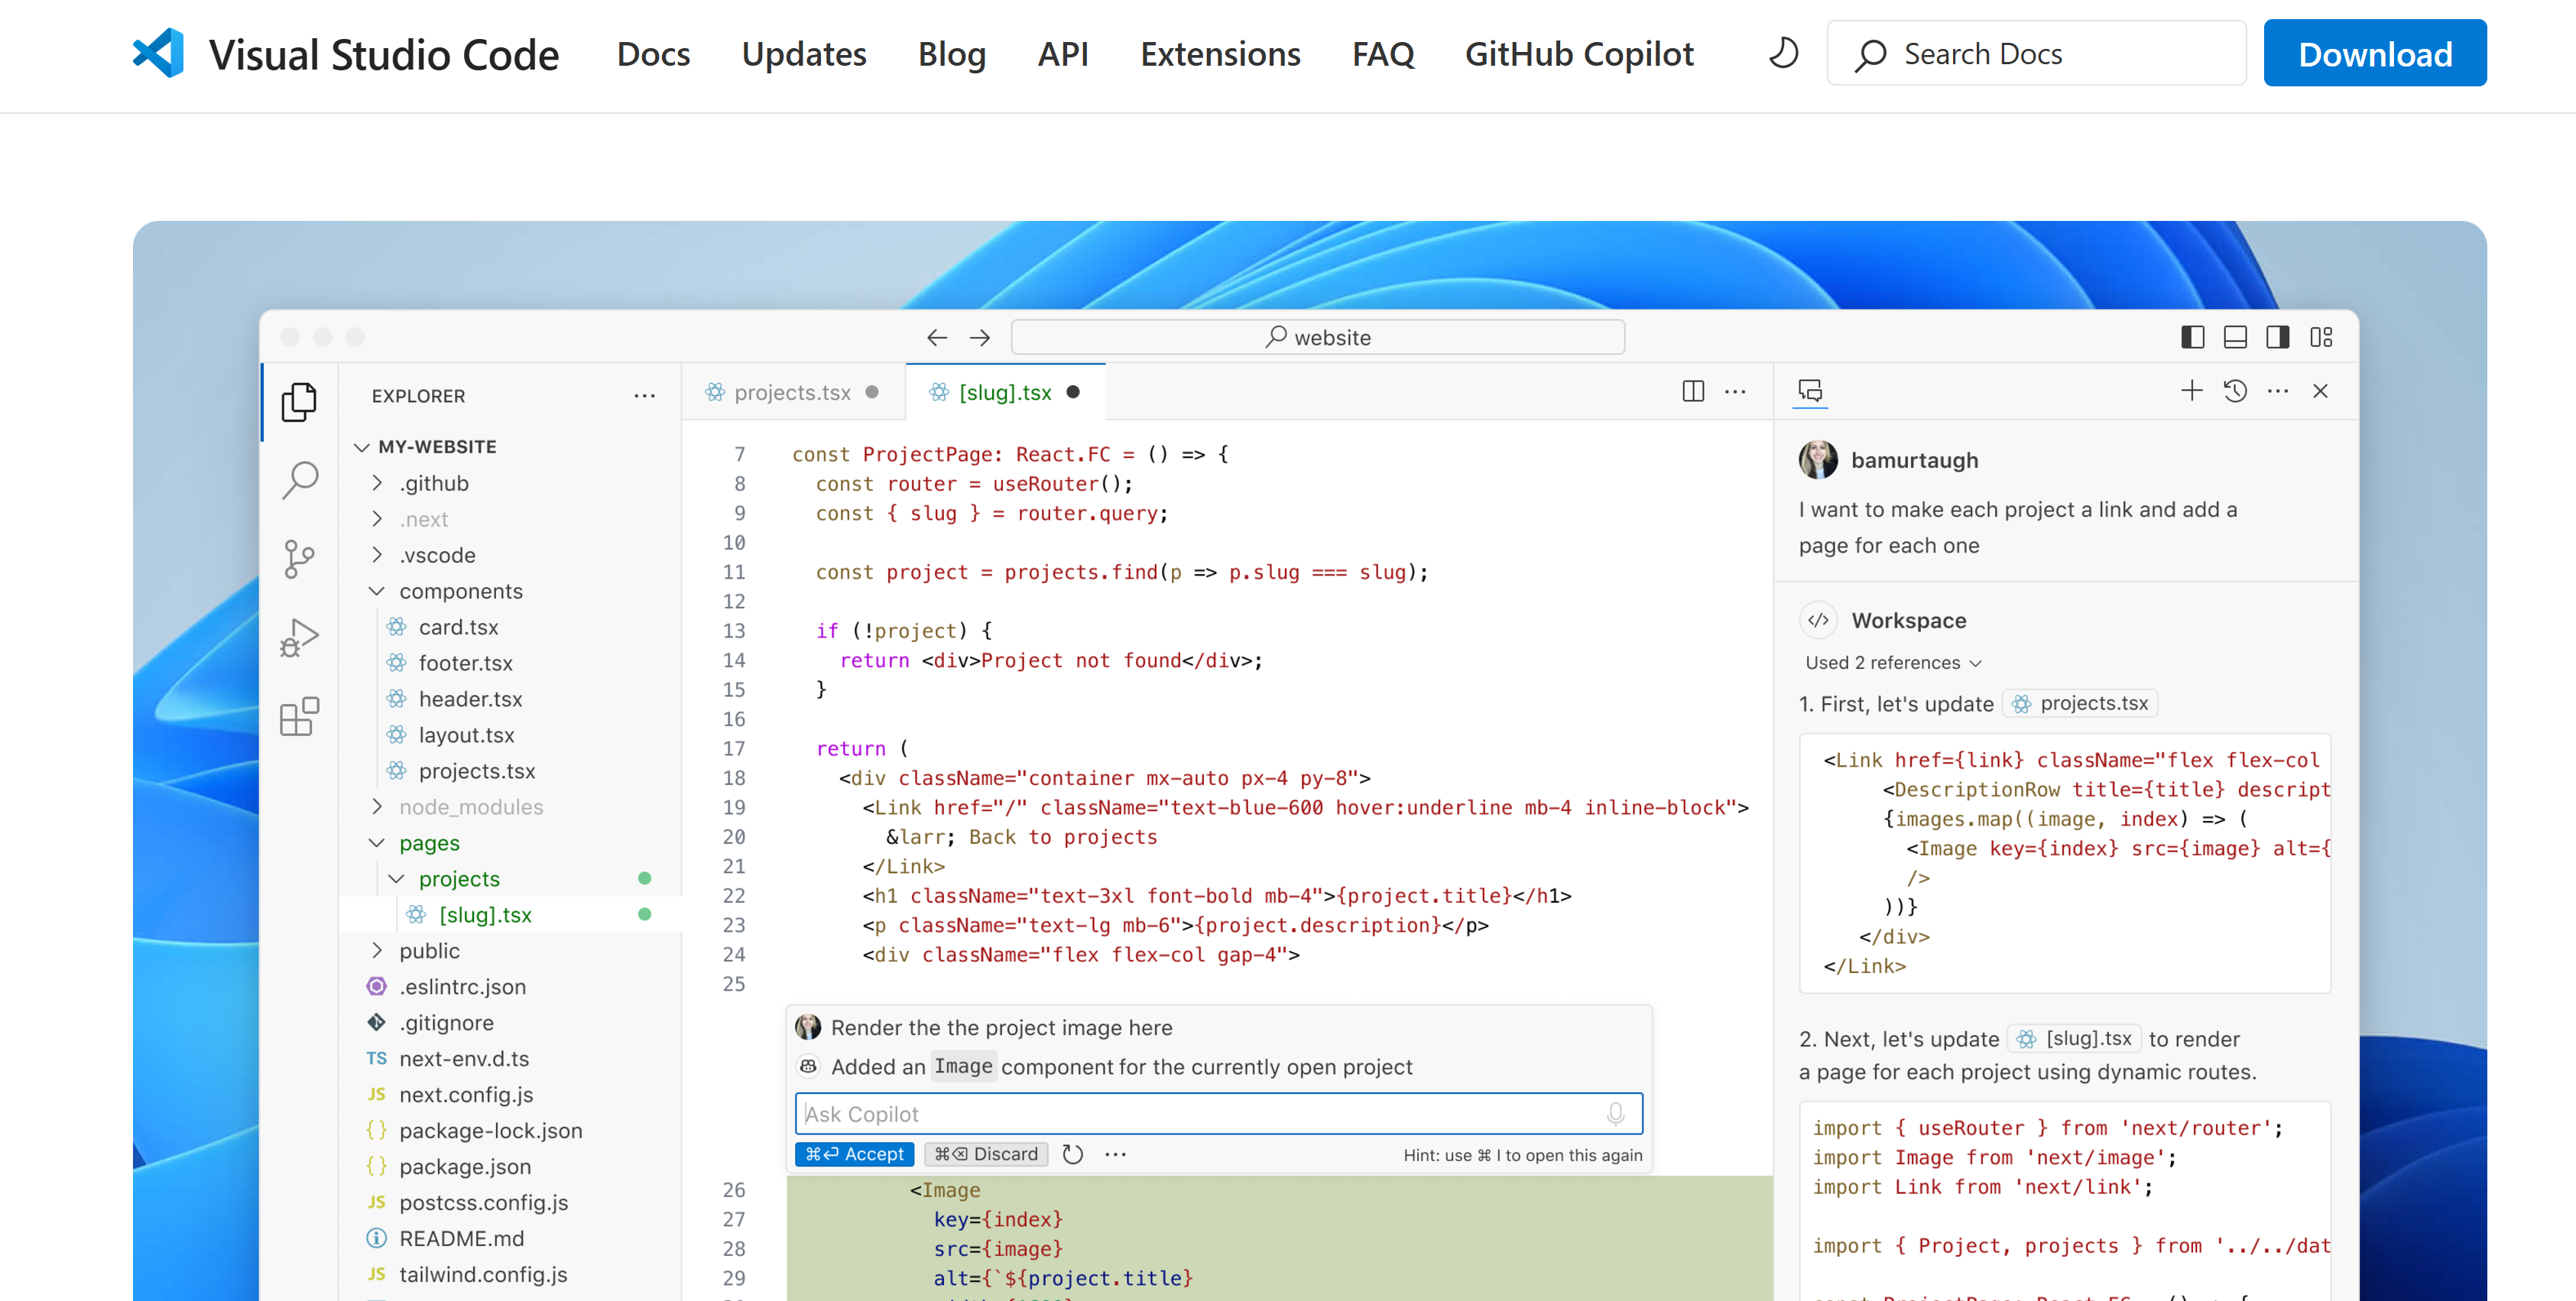 Visual Studio Code Docs Updates Blog API Extensions FAQ GitHub Copilot Search Docs Download
website
EXPLORER
MY-WEBSITE
.github
.next
.vscode
components
card.tsx
footer.tsx
header.tsx
layout.tsx
projects.tsx
node_modules
pages
projects
[slug].tsx
public
.eslintrc.json
.gitignore
TS next-env.d.ts
JS next.config.js
{} package-lock.json
{} package.json
JS postcss.config.js
README.md
JS tailwind.config.js
projects.tsx [slug].tsx
7 const ProjectPage: React.FC = () => {
8 const router = useRouter();
9 const { slug } = router.query;
10
11 const project = projects.find(p => p.slug === slug);
12
13 if (!project) {
14 return <div>Project not found</div>;
15 }
16
17 return (
18 <div className="container mx-auto px-4 py-8">
19 <Link href="/" className="text-blue-600 hover:underline mb-4 inline-block">
20 &larr; Back to projects
21 </Link>
22 <h1 className="text-3xl font-bold mb-4">{project.title}</h1>
23 <p className="text-lg mb-6">{project.description}</p>
24 <div className="flex flex-col gap-4">
25
Render the the project image here
Added an Image component for the currently open project
Ask Copilot
⌘⏎ Accept ⌘⌫ Discard Hint: use ⌘ I to open this again
26 <Image
27 key={index}
28 src={image}
29 alt={`${project.title}
bamurtaugh
I want to make each project a link and add a
page for each one
</> Workspace
Used 2 references
1. First, let's update projects.tsx
<Link href={link} className="flex flex-col
<DescriptionRow title={title} descript
{images.map((image, index) => (
<Image key={index} src={image} alt={
/>
))}
</div>
</Link>
2. Next, let's update [slug].tsx to render
a page for each project using dynamic routes.
import { useRouter } from 'next/router';
import Image from 'next/image';
import Link from 'next/link';
import { Project, projects } from '../../dat